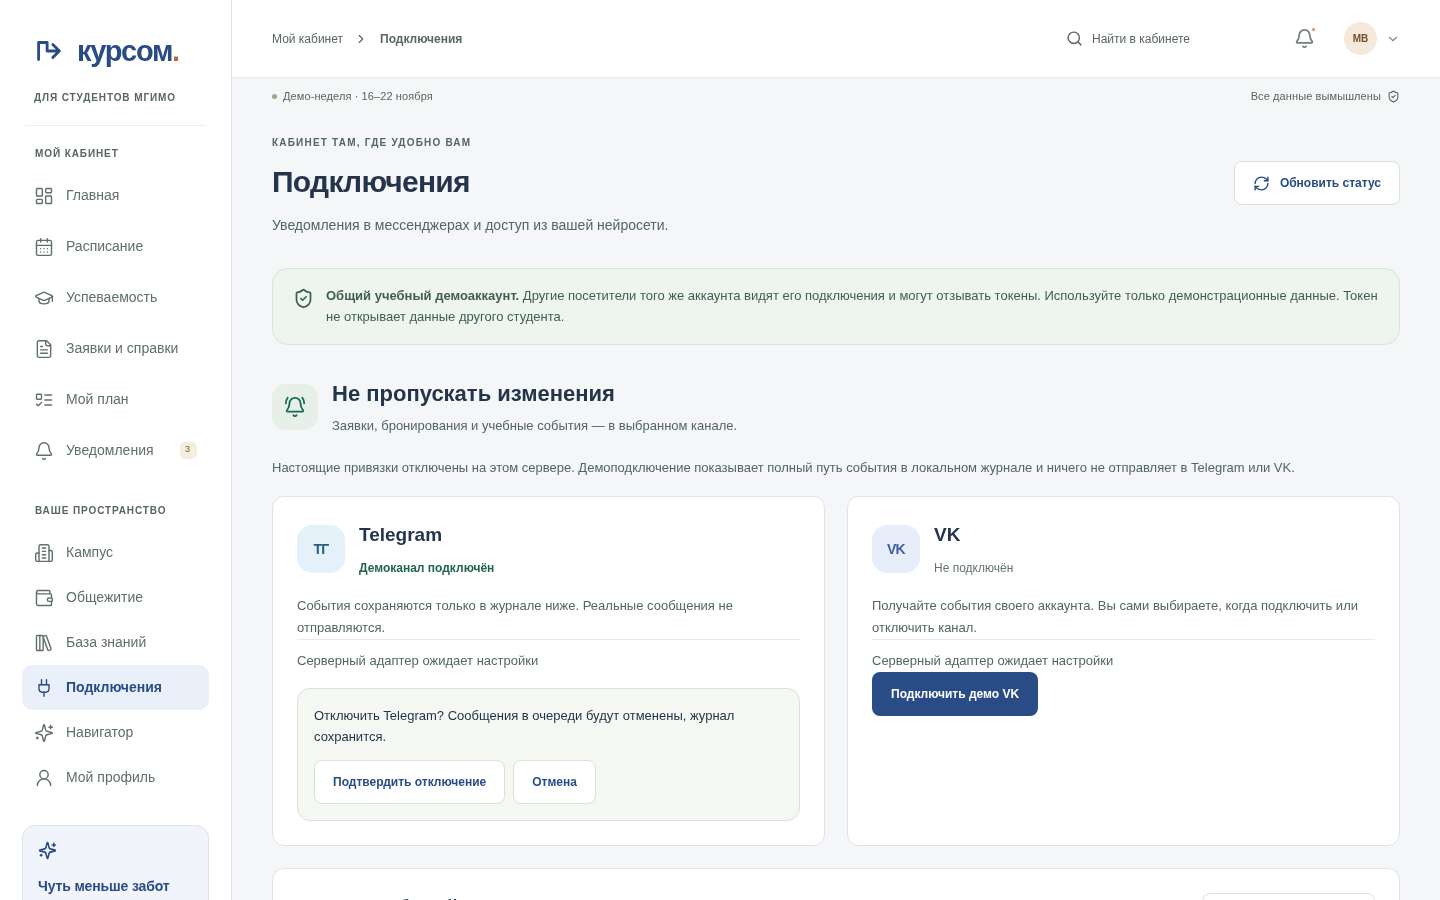 курсом.
ДЛЯ СТУДЕНТОВ МГИМО
МОЙ КАБИНЕТ
Главная
Расписание
Успеваемость
Заявки и справки
Мой план
Уведомления 3
ВАШЕ ПРОСТРАНСТВО
Кампус
Общежитие
База знаний
Подключения
Навигатор
Мой профиль
Чуть меньше забот
Мой кабинет Подключения
Найти в кабинете
МВ
Демо-неделя · 16–22 ноября
Все данные вымышлены
КАБИНЕТ ТАМ, ГДЕ УДОБНО ВАМ
Подключения
Обновить статус
Уведомления в мессенджерах и доступ из вашей нейросети.
Общий учебный демоаккаунт. Другие посетители того же аккаунта видят его подключения и могут отзывать токены. Используйте только демонстрационные данные. Токен
не открывает данные другого студента.
Не пропускать изменения
Заявки, бронирования и учебные события — в выбранном канале.
Настоящие привязки отключены на этом сервере. Демоподключение показывает полный путь события в локальном журнале и ничего не отправляет в Telegram или VK.
ТГ
Telegram
Демоканал подключён
События сохраняются только в журнале ниже. Реальные сообщения не
отправляются.
Серверный адаптер ожидает настройки
Отключить Telegram? Сообщения в очереди будут отменены, журнал
сохранится.
Подтвердить отключение
Отмена
VK
VK
Не подключён
Получайте события своего аккаунта. Вы сами выбираете, когда подключить или
отключить канал.
Серверный адаптер ожидает настройки
Подключить демо VK